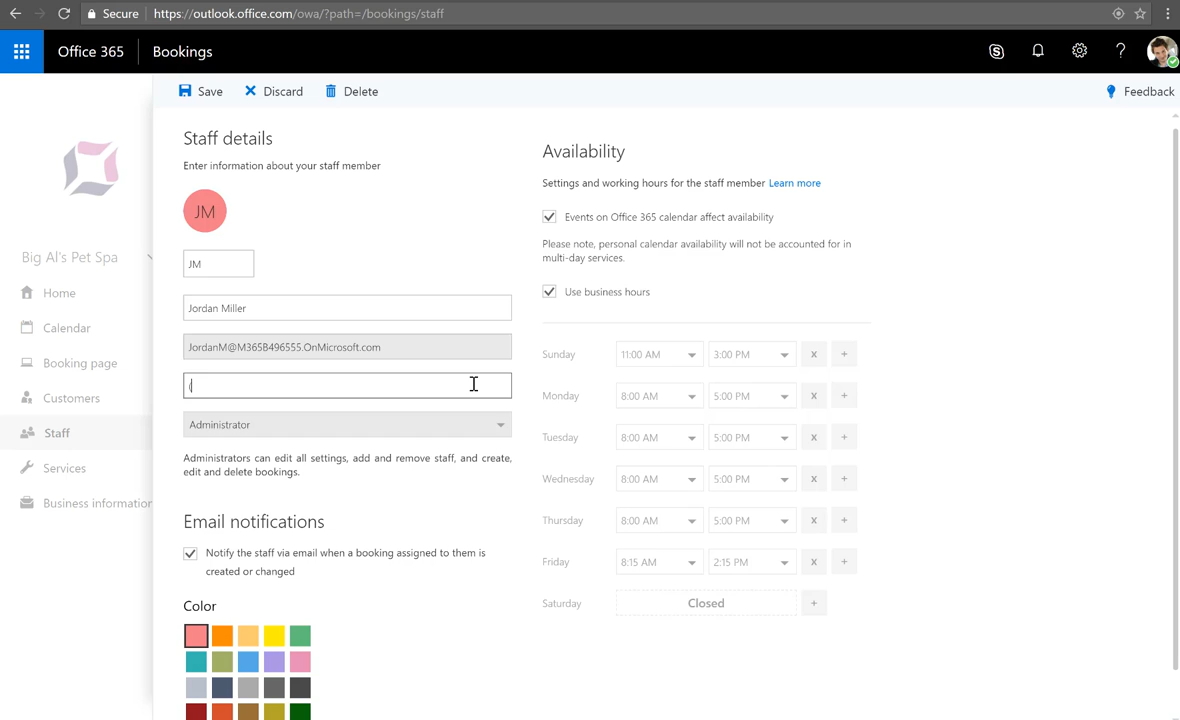 Secure https://outlook.office.com/owa/?path=/bookings/staff
Office 365 Bookings ?
Save Discard Delete Feedback
Staff details
Enter information about your staff member
JM
JM
Jordan Miller
JordanM@M365B496555.OnMicrosoft.com
(
Administrator
Administrators can edit all settings, add and remove staff, and create,
edit and delete bookings.
Email notifications
Notify the staff via email when a booking assigned to them is
created or changed
Color
Big Al's Pet Spa
Home
Calendar
Booking page
Customers
Staff
Services
Business information
Availability
Settings and working hours for the staff member Learn more
Events on Office 365 calendar affect availability
Please note, personal calendar availability will not be accounted for in
multi-day services.
Use business hours
Sunday 11:00 AM 3:00 PM x +
Monday 8:00 AM 5:00 PM x +
Tuesday 8:00 AM 5:00 PM x +
Wednesday 8:00 AM 5:00 PM x +
Thursday 8:00 AM 5:00 PM x +
Friday 8:15 AM 2:15 PM x +
Saturday Closed +